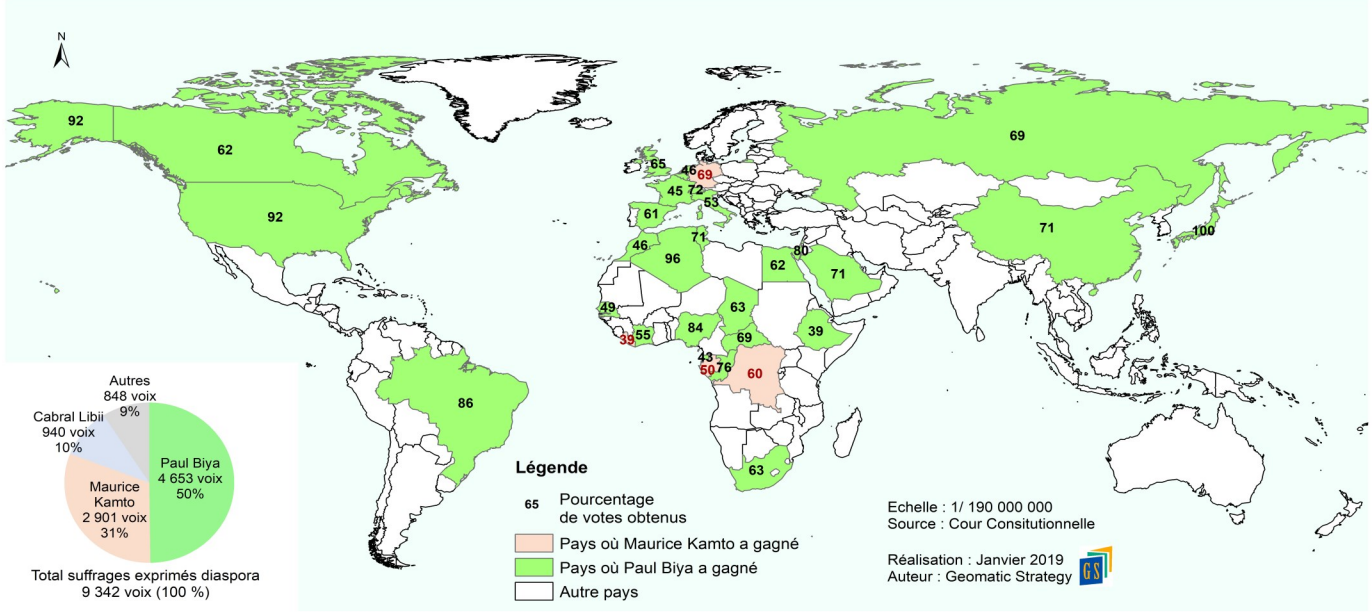 N
92
62
92
69
65
46
69
45
72
53
61
71
46
96
80
62
71
71
100
49
63
55
84
39
39
69
43
50
76
60
86
63
Autres
848 voix
9%
Cabral Libii
940 voix
10%
Paul Biya
4 653 voix
50%
Maurice
Kamto
2 901 voix
31%
Total suffrages exprimés diaspora
9 342 voix (100 %)
Légende
65 Pourcentage
de votes obtenus
Pays où Maurice Kamto a gagné
Pays où Paul Biya a gagné
Autre pays
Echelle : 1/ 190 000 000
Source : Cour Consitutionnelle
Réalisation : Janvier 2019
Auteur : Geomatic Strategy
GS